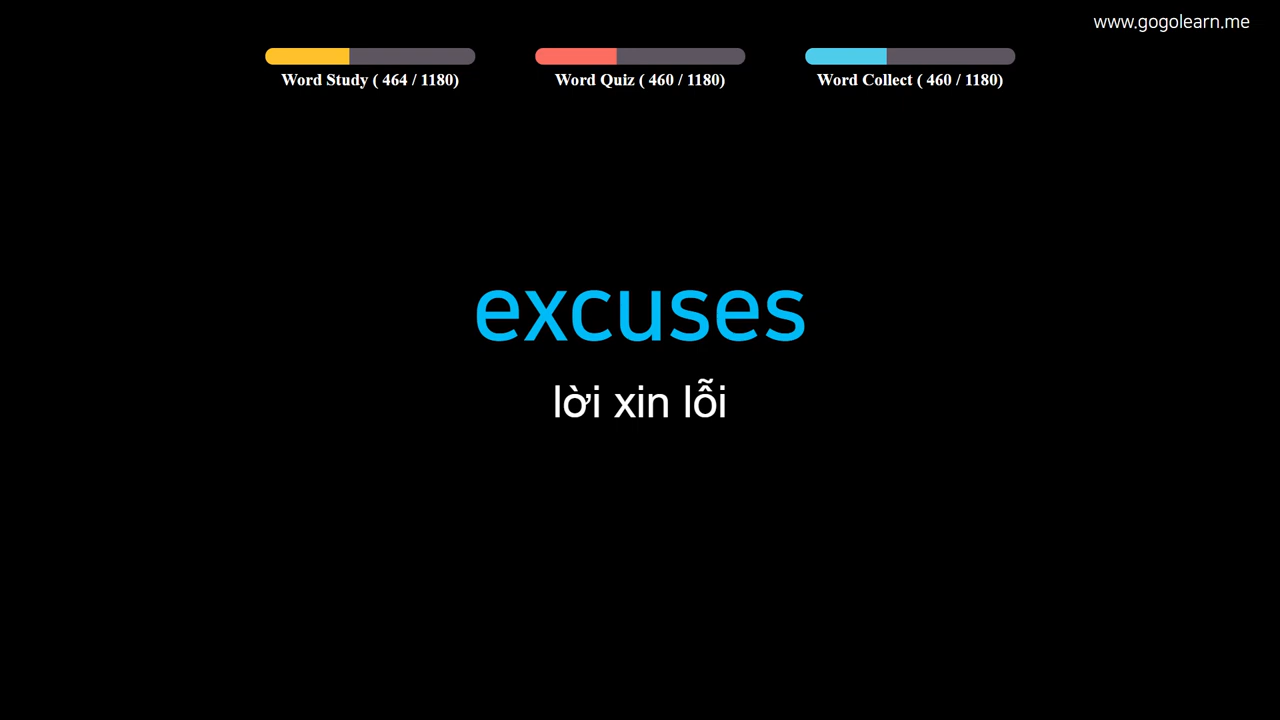 www.gogolearn.me
Word Study ( 464 / 1180)
Word Quiz ( 460 / 1180)
Word Collect ( 460 / 1180)
excuses
lời xin lỗi